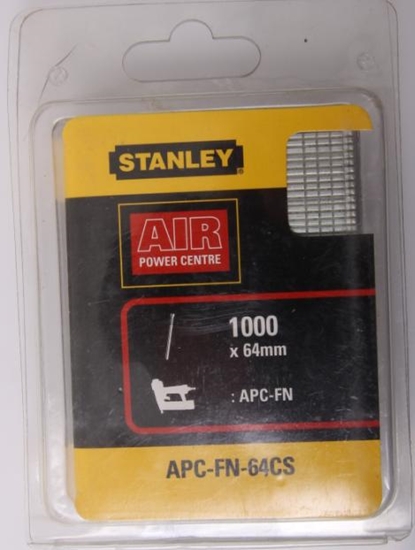 STANLEY®
AIR
POWER CENTRE
1000
x 64mm
: APC-FN
APC-FN-64CS